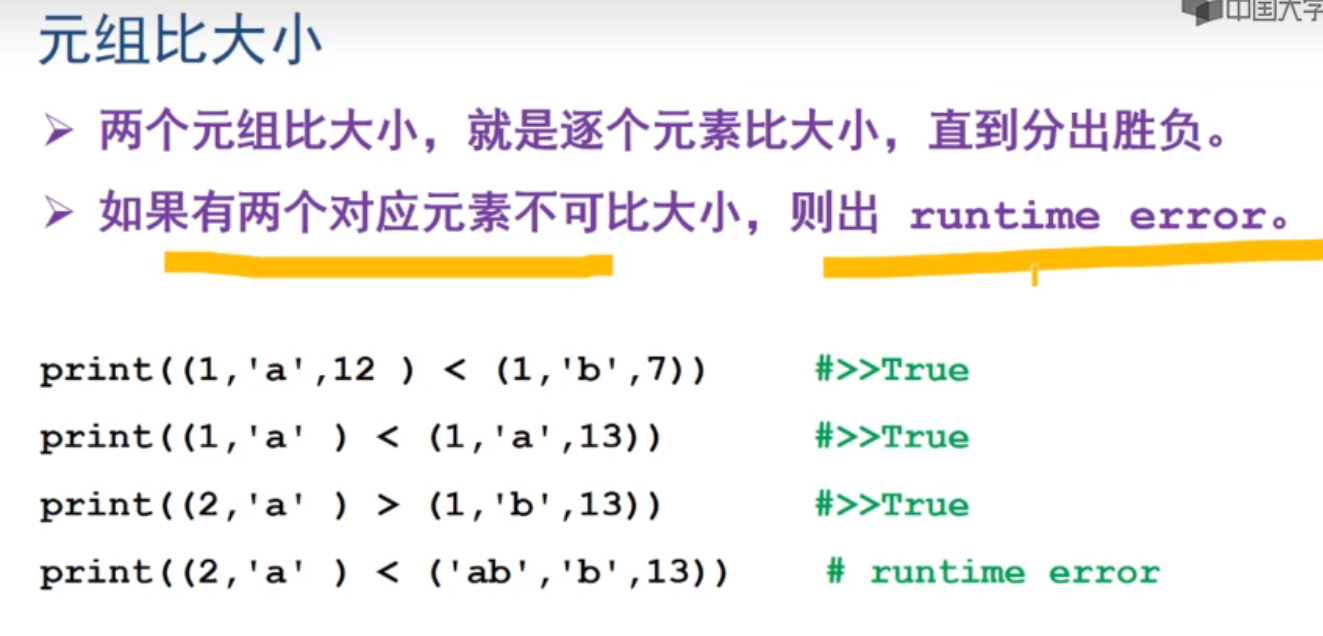 中国大学
元组比大小
➢ 两个元组比大小，就是逐个元素比大小，直到分出胜负。
➢ 如果有两个对应元素不可比大小，则出 runtime error。
print((1,'a',12 ) < (1,'b',7)) #>>True
print((1,'a' ) < (1,'a',13)) #>>True
print((2,'a' ) > (1,'b',13)) #>>True
print((2,'a' ) < ('ab','b',13)) # runtime error